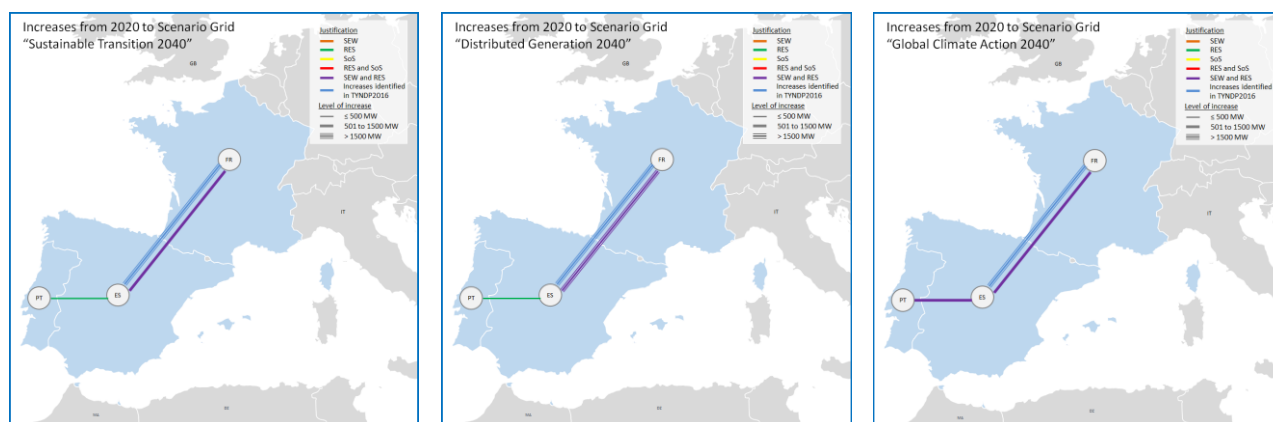 Increases from 2020 to Scenario Grid
“Sustainable Transition 2040”
Justification
SEW
RES
SoS
RES and SoS
SEW and RES
Increases identified
in TYNDP2016
Level of increase
≤ 500 MW
501 to 1500 MW
> 1500 MW
GB
FR
IT
PT
ES
MA
DZ
Increases from 2020 to Scenario Grid
“Distributed Generation 2040”
Justification
SEW
RES
SoS
RES and SoS
SEW and RES
Increases identified
in TYNDP2016
Level of increase
≤ 500 MW
501 to 1500 MW
> 1500 MW
GB
FR
IT
PT
ES
MA
DZ
Increases from 2020 to Scenario Grid
“Global Climate Action 2040”
Justification
SEW
RES
SoS
RES and SoS
SEW and RES
Increases identified
in TYNDP2016
Level of increase
≤ 500 MW
501 to 1500 MW
> 1500 MW
GB
FR
IT
PT
ES
MA
DZ